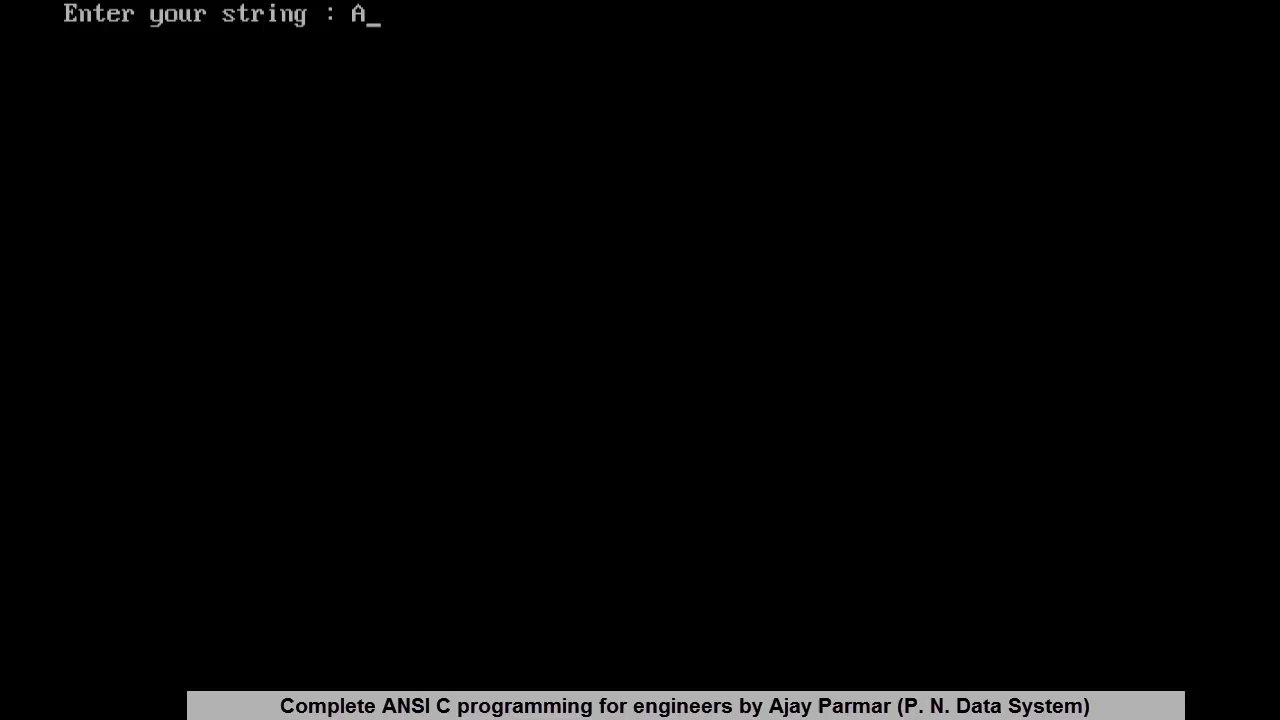 Enter your string : A_
Complete ANSI C programming for engineers by Ajay Parmar (P. N. Data System)